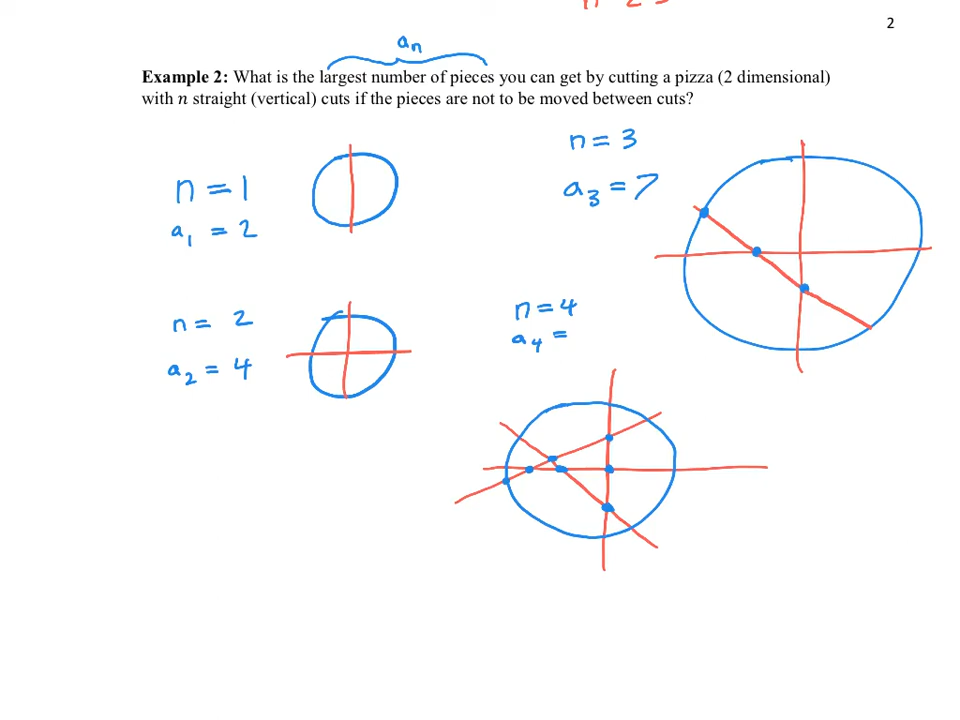 2
aₙ
Example 2: What is the largest number of pieces you can get by cutting a pizza (2 dimensional)
with n straight (vertical) cuts if the pieces are not to be moved between cuts?
n = 1
a₁ = 2
n = 3
a₃ = 7
n = 2
a₂ = 4
n = 4
a₄ =